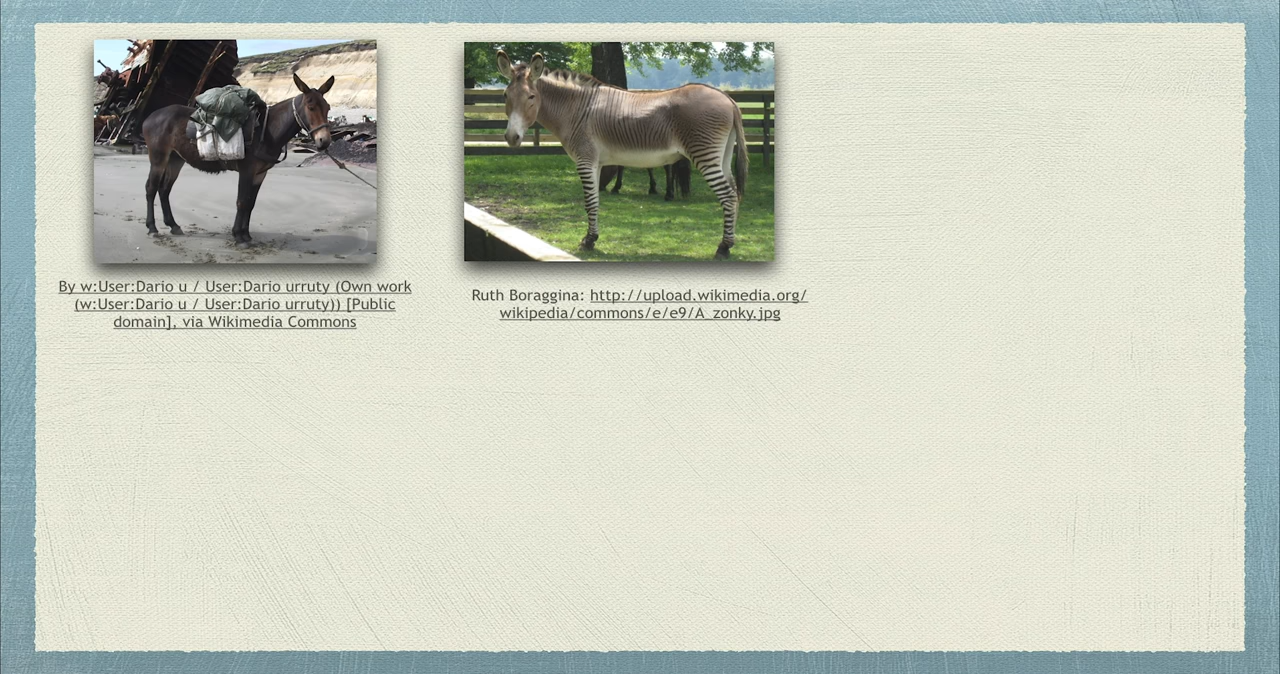 By w:User:Dario u / User:Dario urruty (Own work
(w:User:Dario u / User:Dario urruty)) [Public
domain], via Wikimedia Commons
Ruth Boraggina: http://upload.wikimedia.org/
wikipedia/commons/e/e9/A_zonky.jpg